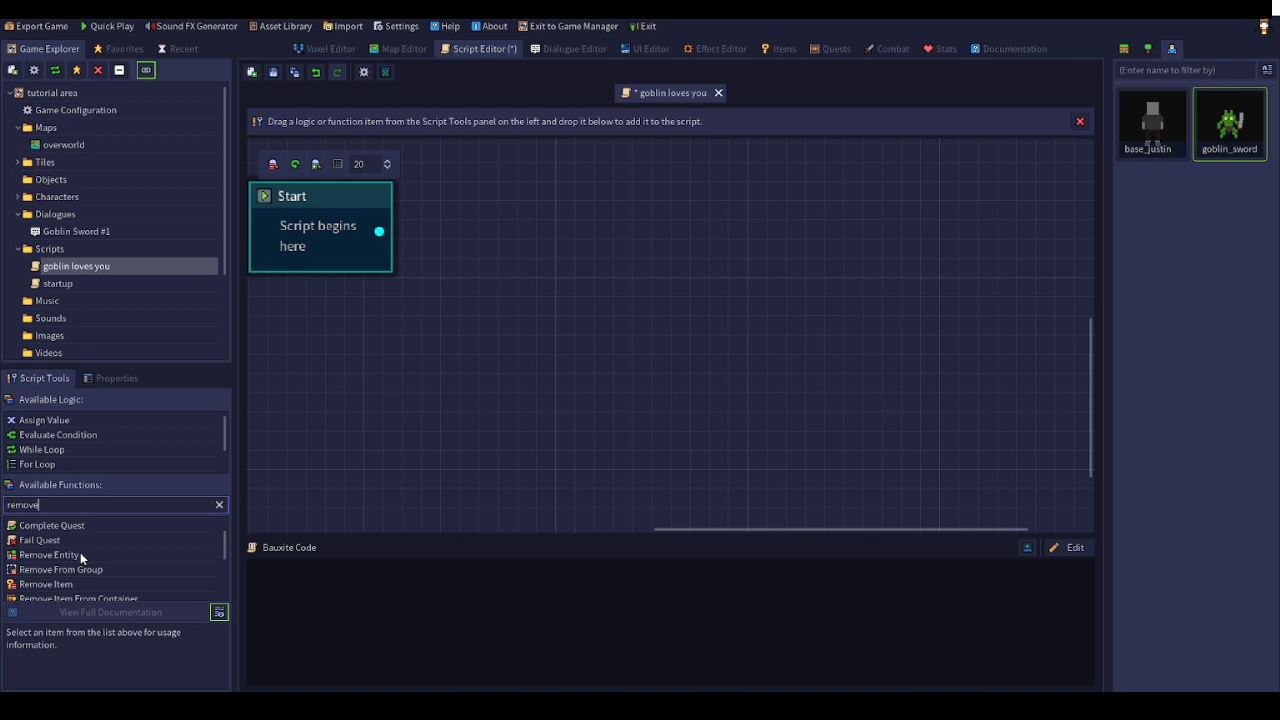 Export Game Quick Play Sound FX Generator Asset Library Import Settings Help About Exit to Game Manager Exit
Game Explorer Favorites Recent Voxel Editor Map Editor Script Editor (*) Dialogue Editor UI Editor Effect Editor Items Quests Combat Stats Documentation
(Enter name to filter by)
* goblin loves you
Drag a logic or function item from the Script Tools panel on the left and drop it below to add it to the script.
tutorial area
Game Configuration
Maps
overworld
Tiles
Objects
Characters
Dialogues
Goblin Sword #1
Scripts
goblin loves you
startup
Music
Sounds
Images
Videos
20
Start
Script begins
here
base_justin
goblin_sword
Script Tools Properties
Available Logic:
Assign Value
Evaluate Condition
While Loop
For Loop
Available Functions:
remove
Complete Quest
Fail Quest
Remove Entity
Remove From Group
Remove Item
Remove Item From Container
View Full Documentation
Select an item from the list above for usage
information.
Bauxite Code
Edit